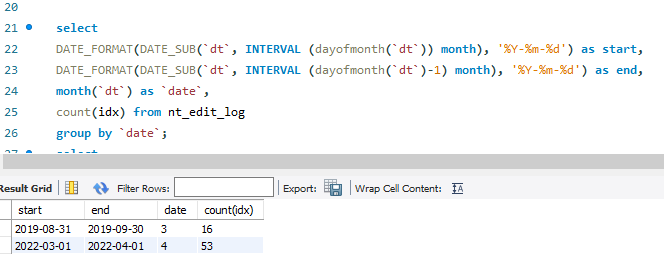 20
21 select
22 DATE_FORMAT(DATE_SUB(`dt`, INTERVAL (dayofmonth(`dt`)) month), '%Y-%m-%d') as start,
23 DATE_FORMAT(DATE_SUB(`dt`, INTERVAL (dayofmonth(`dt`)-1) month), '%Y-%m-%d') as end,
24 month(`dt`) as `date`,
25 count(idx) from nt_edit_log
26 group by `date`;
27 select
Result Grid Filter Rows: Export: Wrap Cell Content:
start end date count(idx)
2019-08-31 2019-09-30 3 16
2022-03-01 2022-04-01 4 53